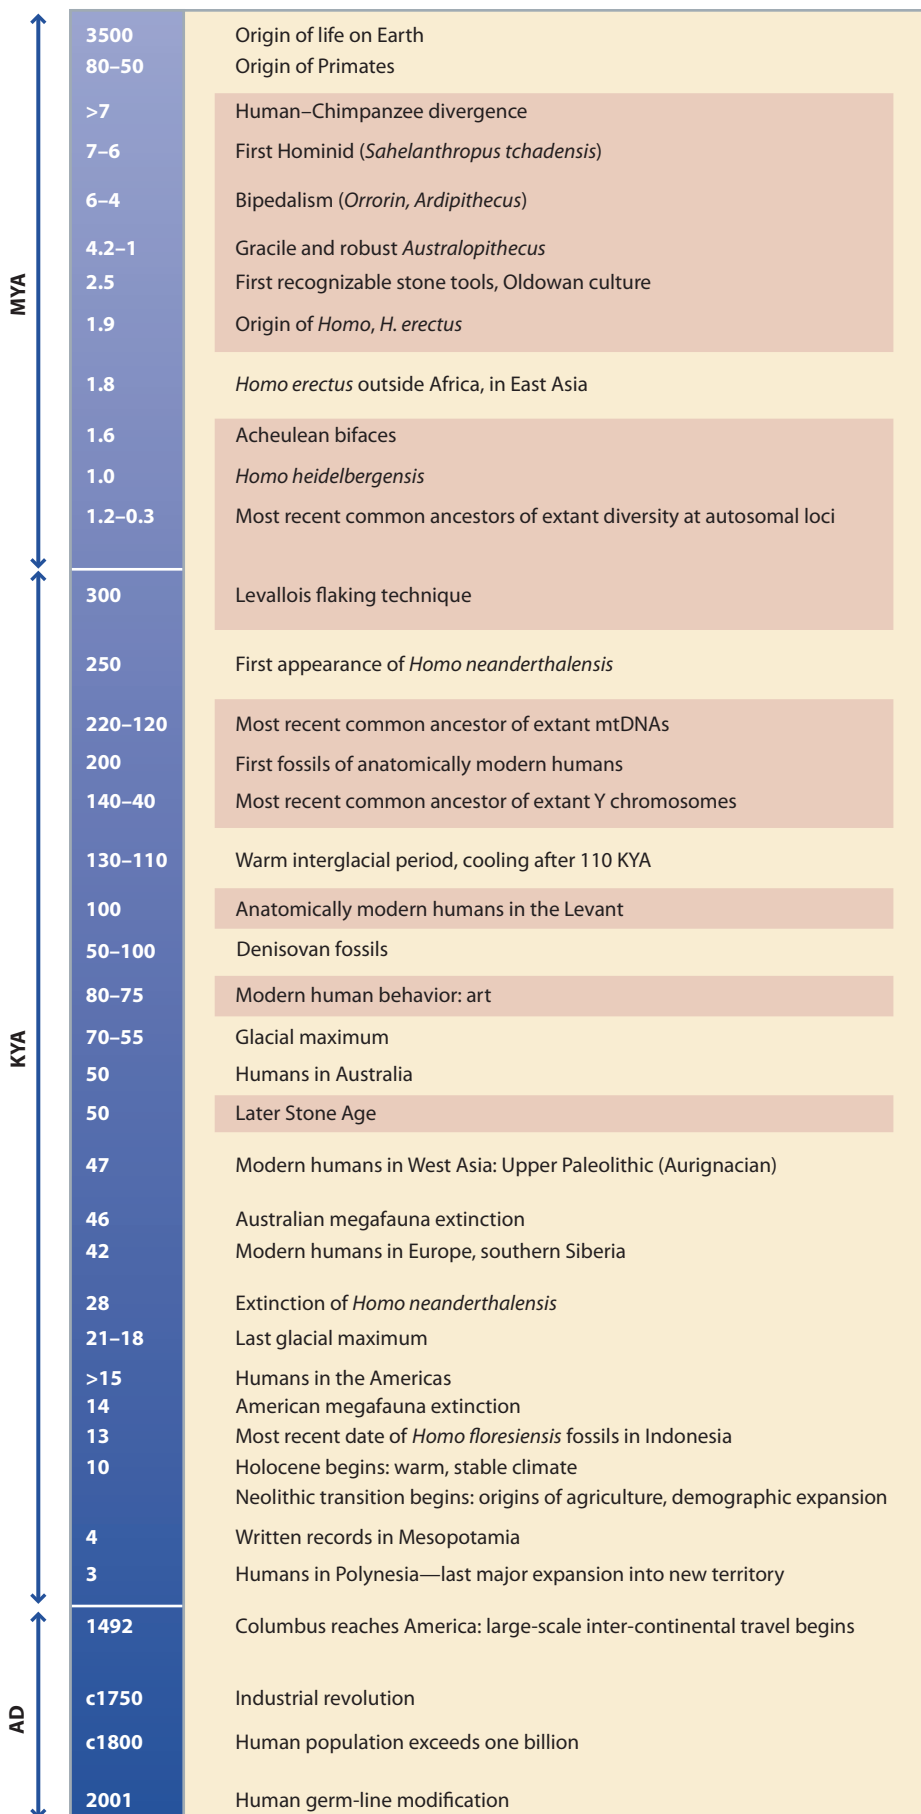 MYA
3500 Origin of life on Earth
80–50 Origin of Primates
>7 Human–Chimpanzee divergence
7–6 First Hominid (Sahelanthropus tchadensis)
6–4 Bipedalism (Orrorin, Ardipithecus)
4.2–1 Gracile and robust Australopithecus
2.5 First recognizable stone tools, Oldowan culture
1.9 Origin of Homo, H. erectus
1.8 Homo erectus outside Africa, in East Asia
1.6 Acheulean bifaces
1.0 Homo heidelbergensis
1.2–0.3 Most recent common ancestors of extant diversity at autosomal loci
KYA
300 Levallois flaking technique
250 First appearance of Homo neanderthalensis
220–120 Most recent common ancestor of extant mtDNAs
200 First fossils of anatomically modern humans
140–40 Most recent common ancestor of extant Y chromosomes
130–110 Warm interglacial period, cooling after 110 KYA
100 Anatomically modern humans in the Levant
50–100 Denisovan fossils
80–75 Modern human behavior: art
70–55 Glacial maximum
50 Humans in Australia
50 Later Stone Age
47 Modern humans in West Asia: Upper Paleolithic (Aurignacian)
46 Australian megafauna extinction
42 Modern humans in Europe, southern Siberia
28 Extinction of Homo neanderthalensis
21–18 Last glacial maximum
>15 Humans in the Americas
14 American megafauna extinction
13 Most recent date of Homo floresiensis fossils in Indonesia
10 Holocene begins: warm, stable climate
Neolithic transition begins: origins of agriculture, demographic expansion
4 Written records in Mesopotamia
3 Humans in Polynesia—last major expansion into new territory
AD
1492 Columbus reaches America: large-scale inter-continental travel begins
c1750 Industrial revolution
c1800 Human population exceeds one billion
2001 Human germ-line modification